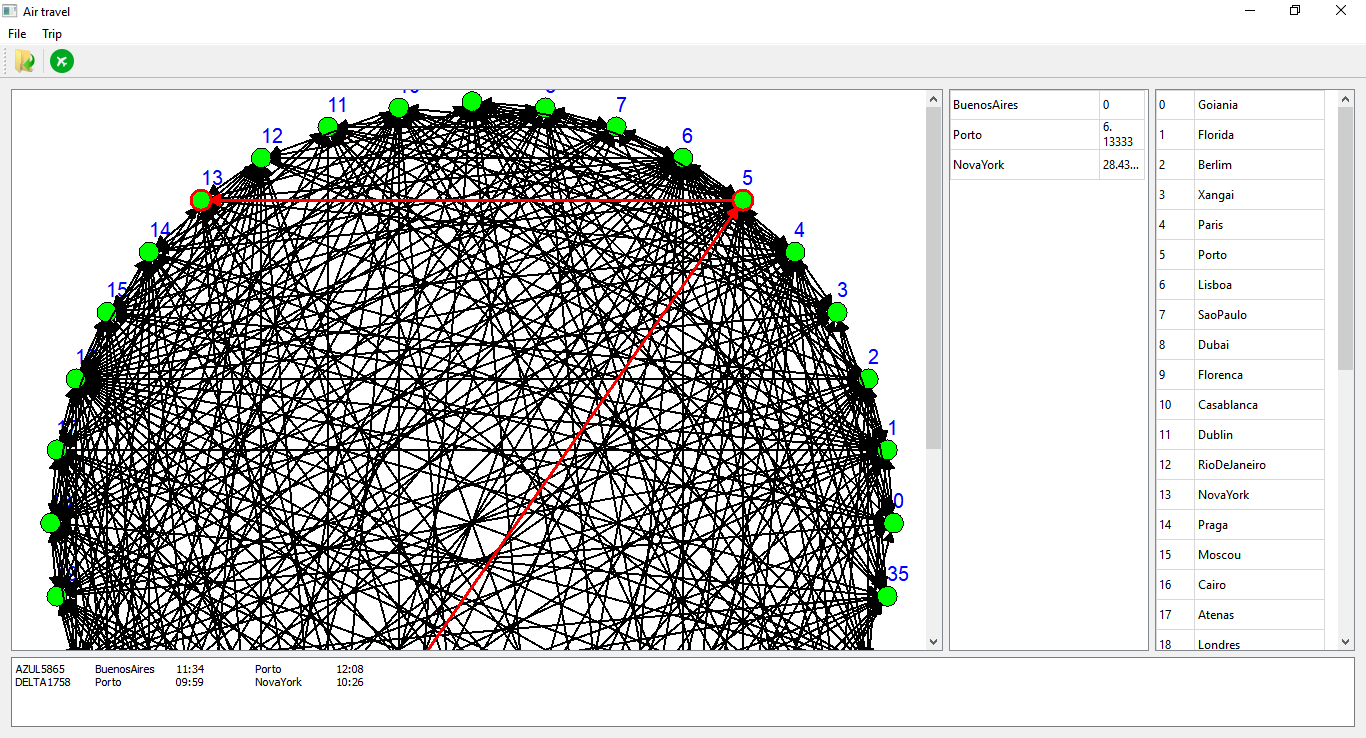 Air travel
File Trip
11
7
12
6
13
5
14
4
15
3
2
1
0
35
BuenosAires 0
Porto 6.
13333
NovaYork 28.43...
0 Goiania
1 Florida
2 Berlim
3 Xangai
4 Paris
5 Porto
6 Lisboa
7 SaoPaulo
8 Dubai
9 Florenca
10 Casablanca
11 Dublin
12 RioDeJaneiro
13 NovaYork
14 Praga
15 Moscou
16 Cairo
17 Atenas
18 Londres
AZUL5865 BuenosAires 11:34 Porto 12:08
DELTA1758 Porto 09:59 NovaYork 10:26